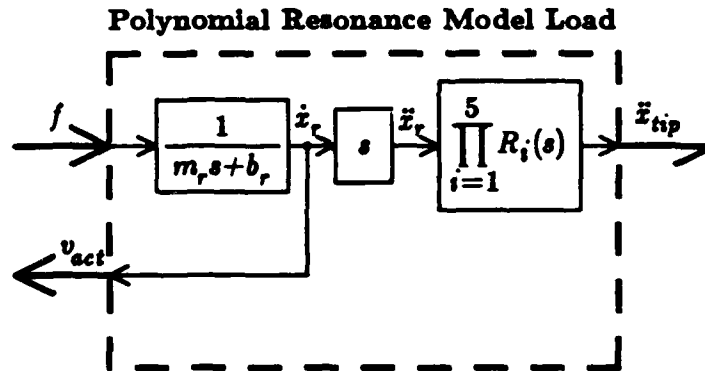 Polynomial Resonance Model Load
f
1
m_r s+b_r
ẋ_r
s
ẍ_r
5
∏ R_i(s)
i=1
ẍ_tip
v_act